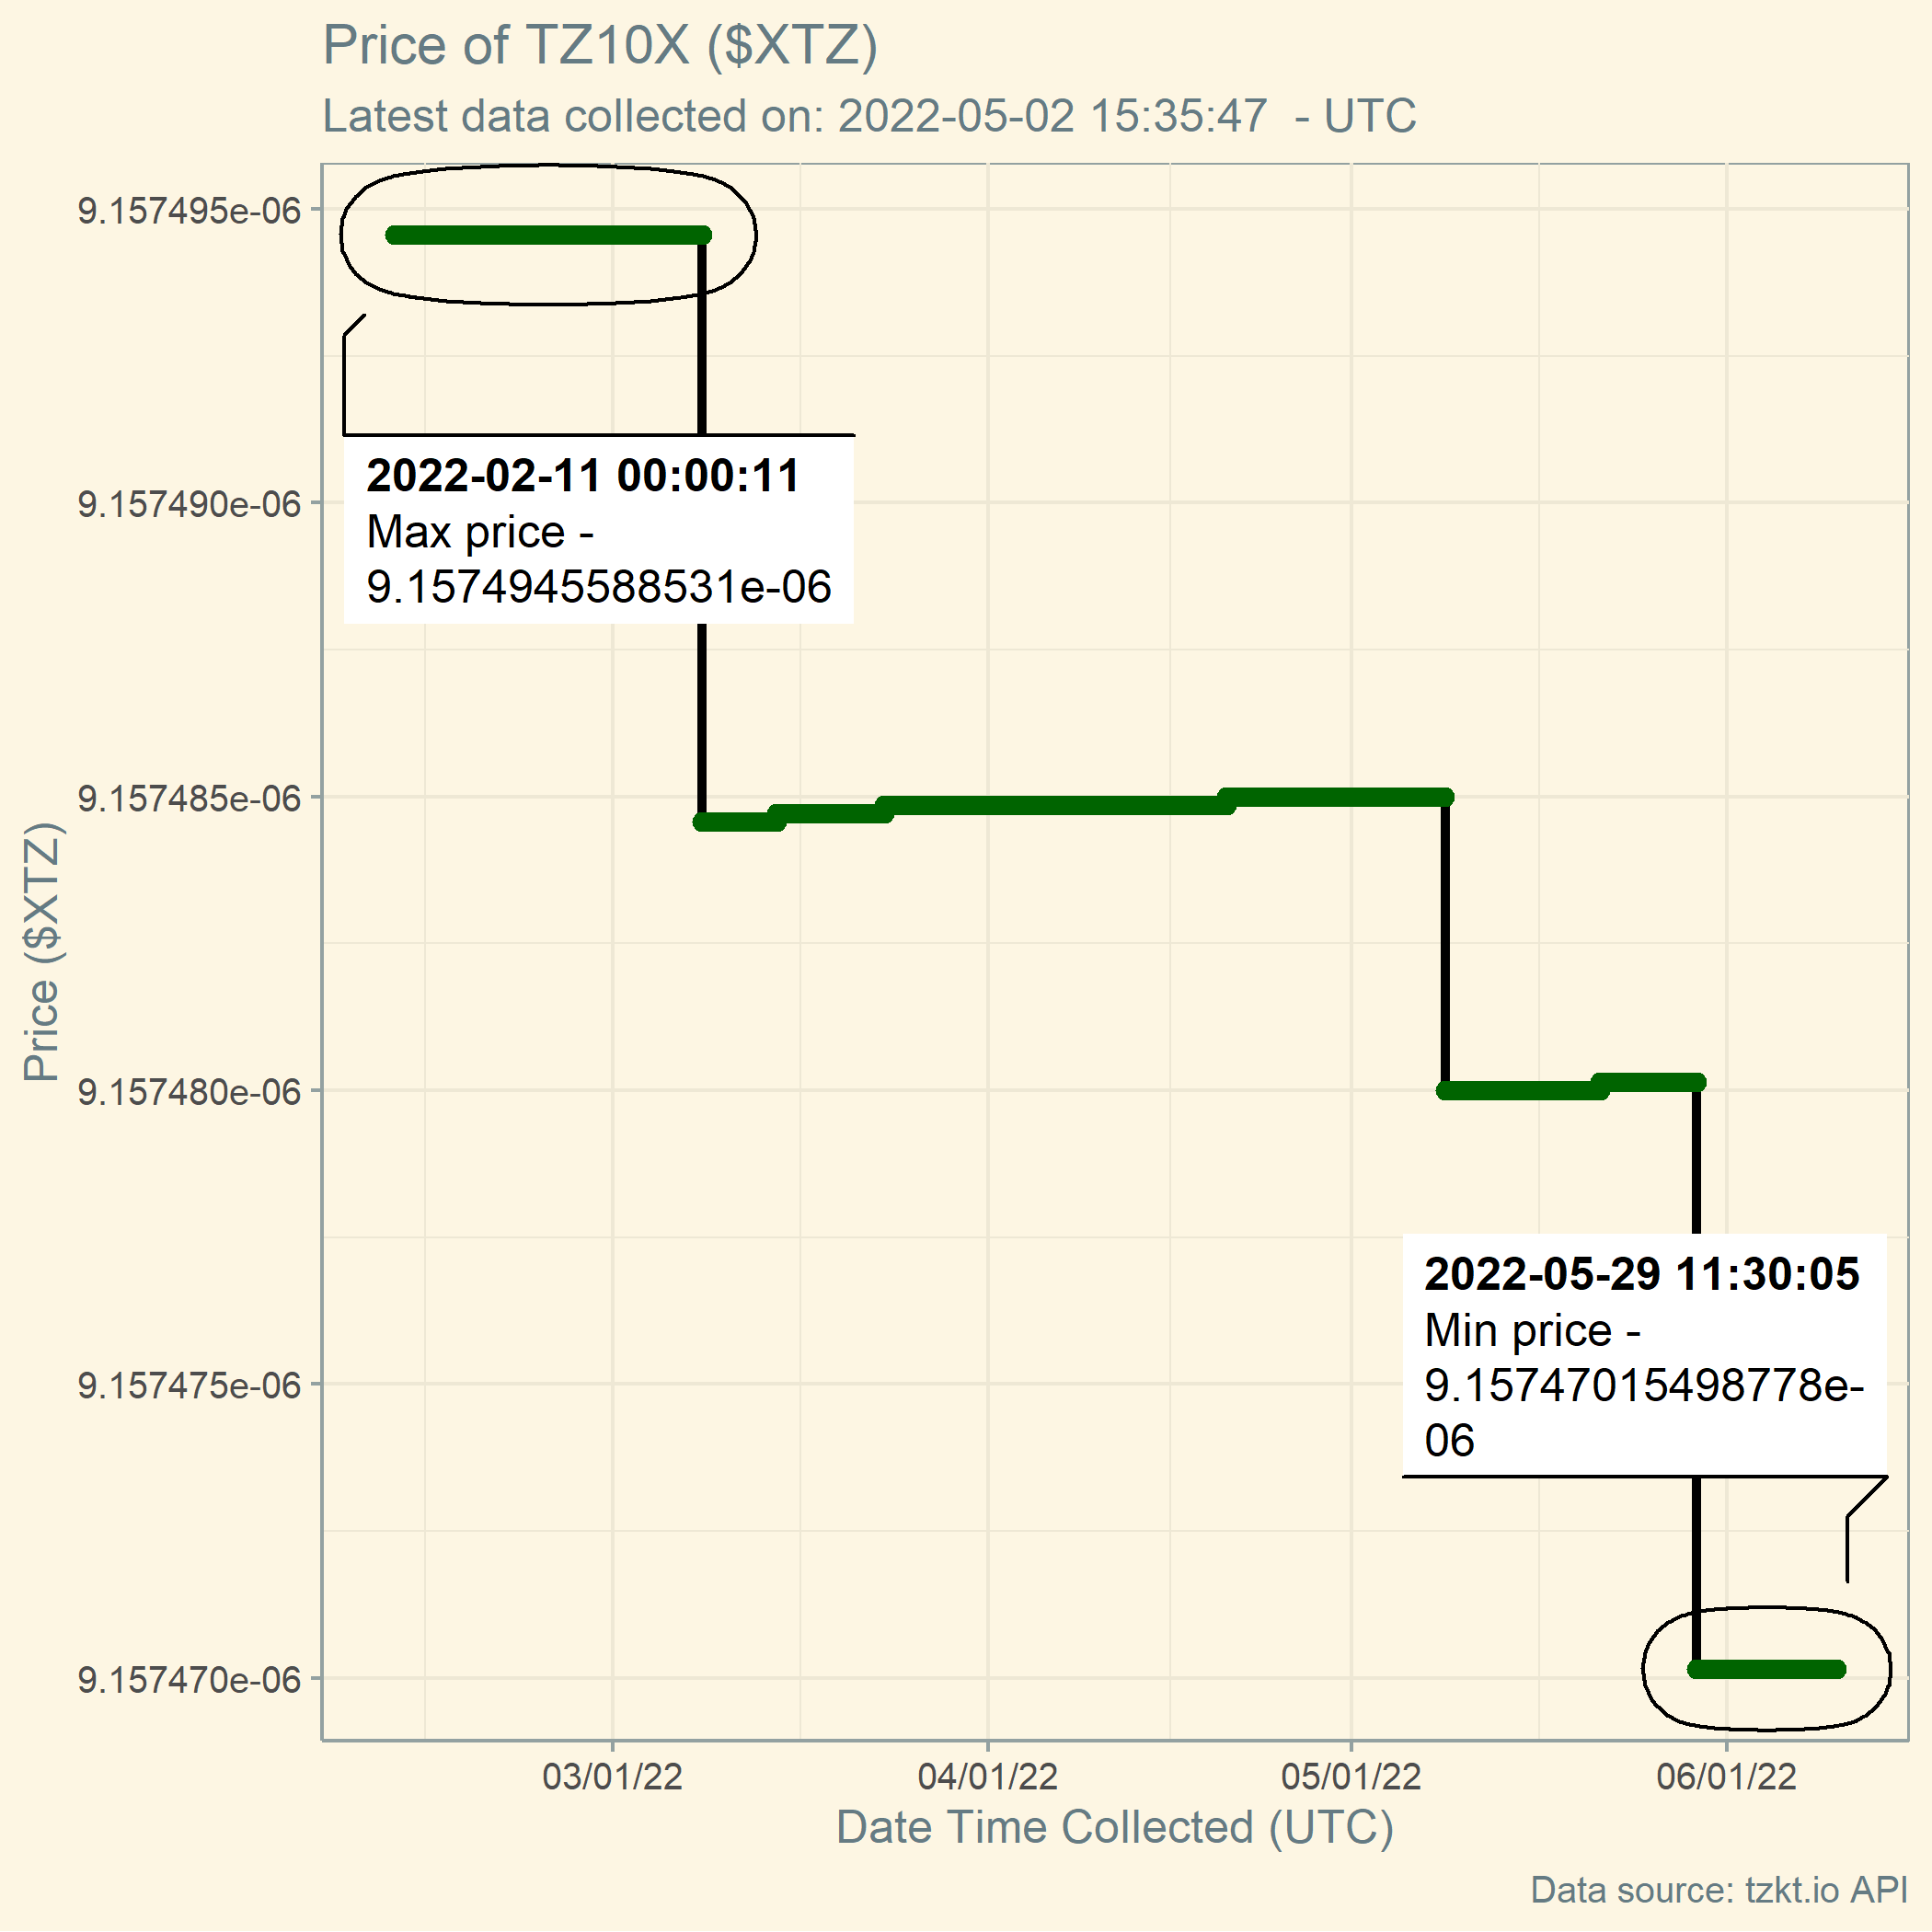 Price of TZ10X ($XTZ)
Latest data collected on: 2022-05-02 15:35:47  - UTC
9.157495e-06
9.157490e-06
9.157485e-06
9.157480e-06
9.157475e-06
9.157470e-06
Price ($XTZ)
2022-02-11 00:00:11
Max price -
9.1574945588531e-06
2022-05-29 11:30:05
Min price -
9.15747015498778e-
06
03/01/22
04/01/22
05/01/22
06/01/22
Date Time Collected (UTC)
Data source: tzkt.io API